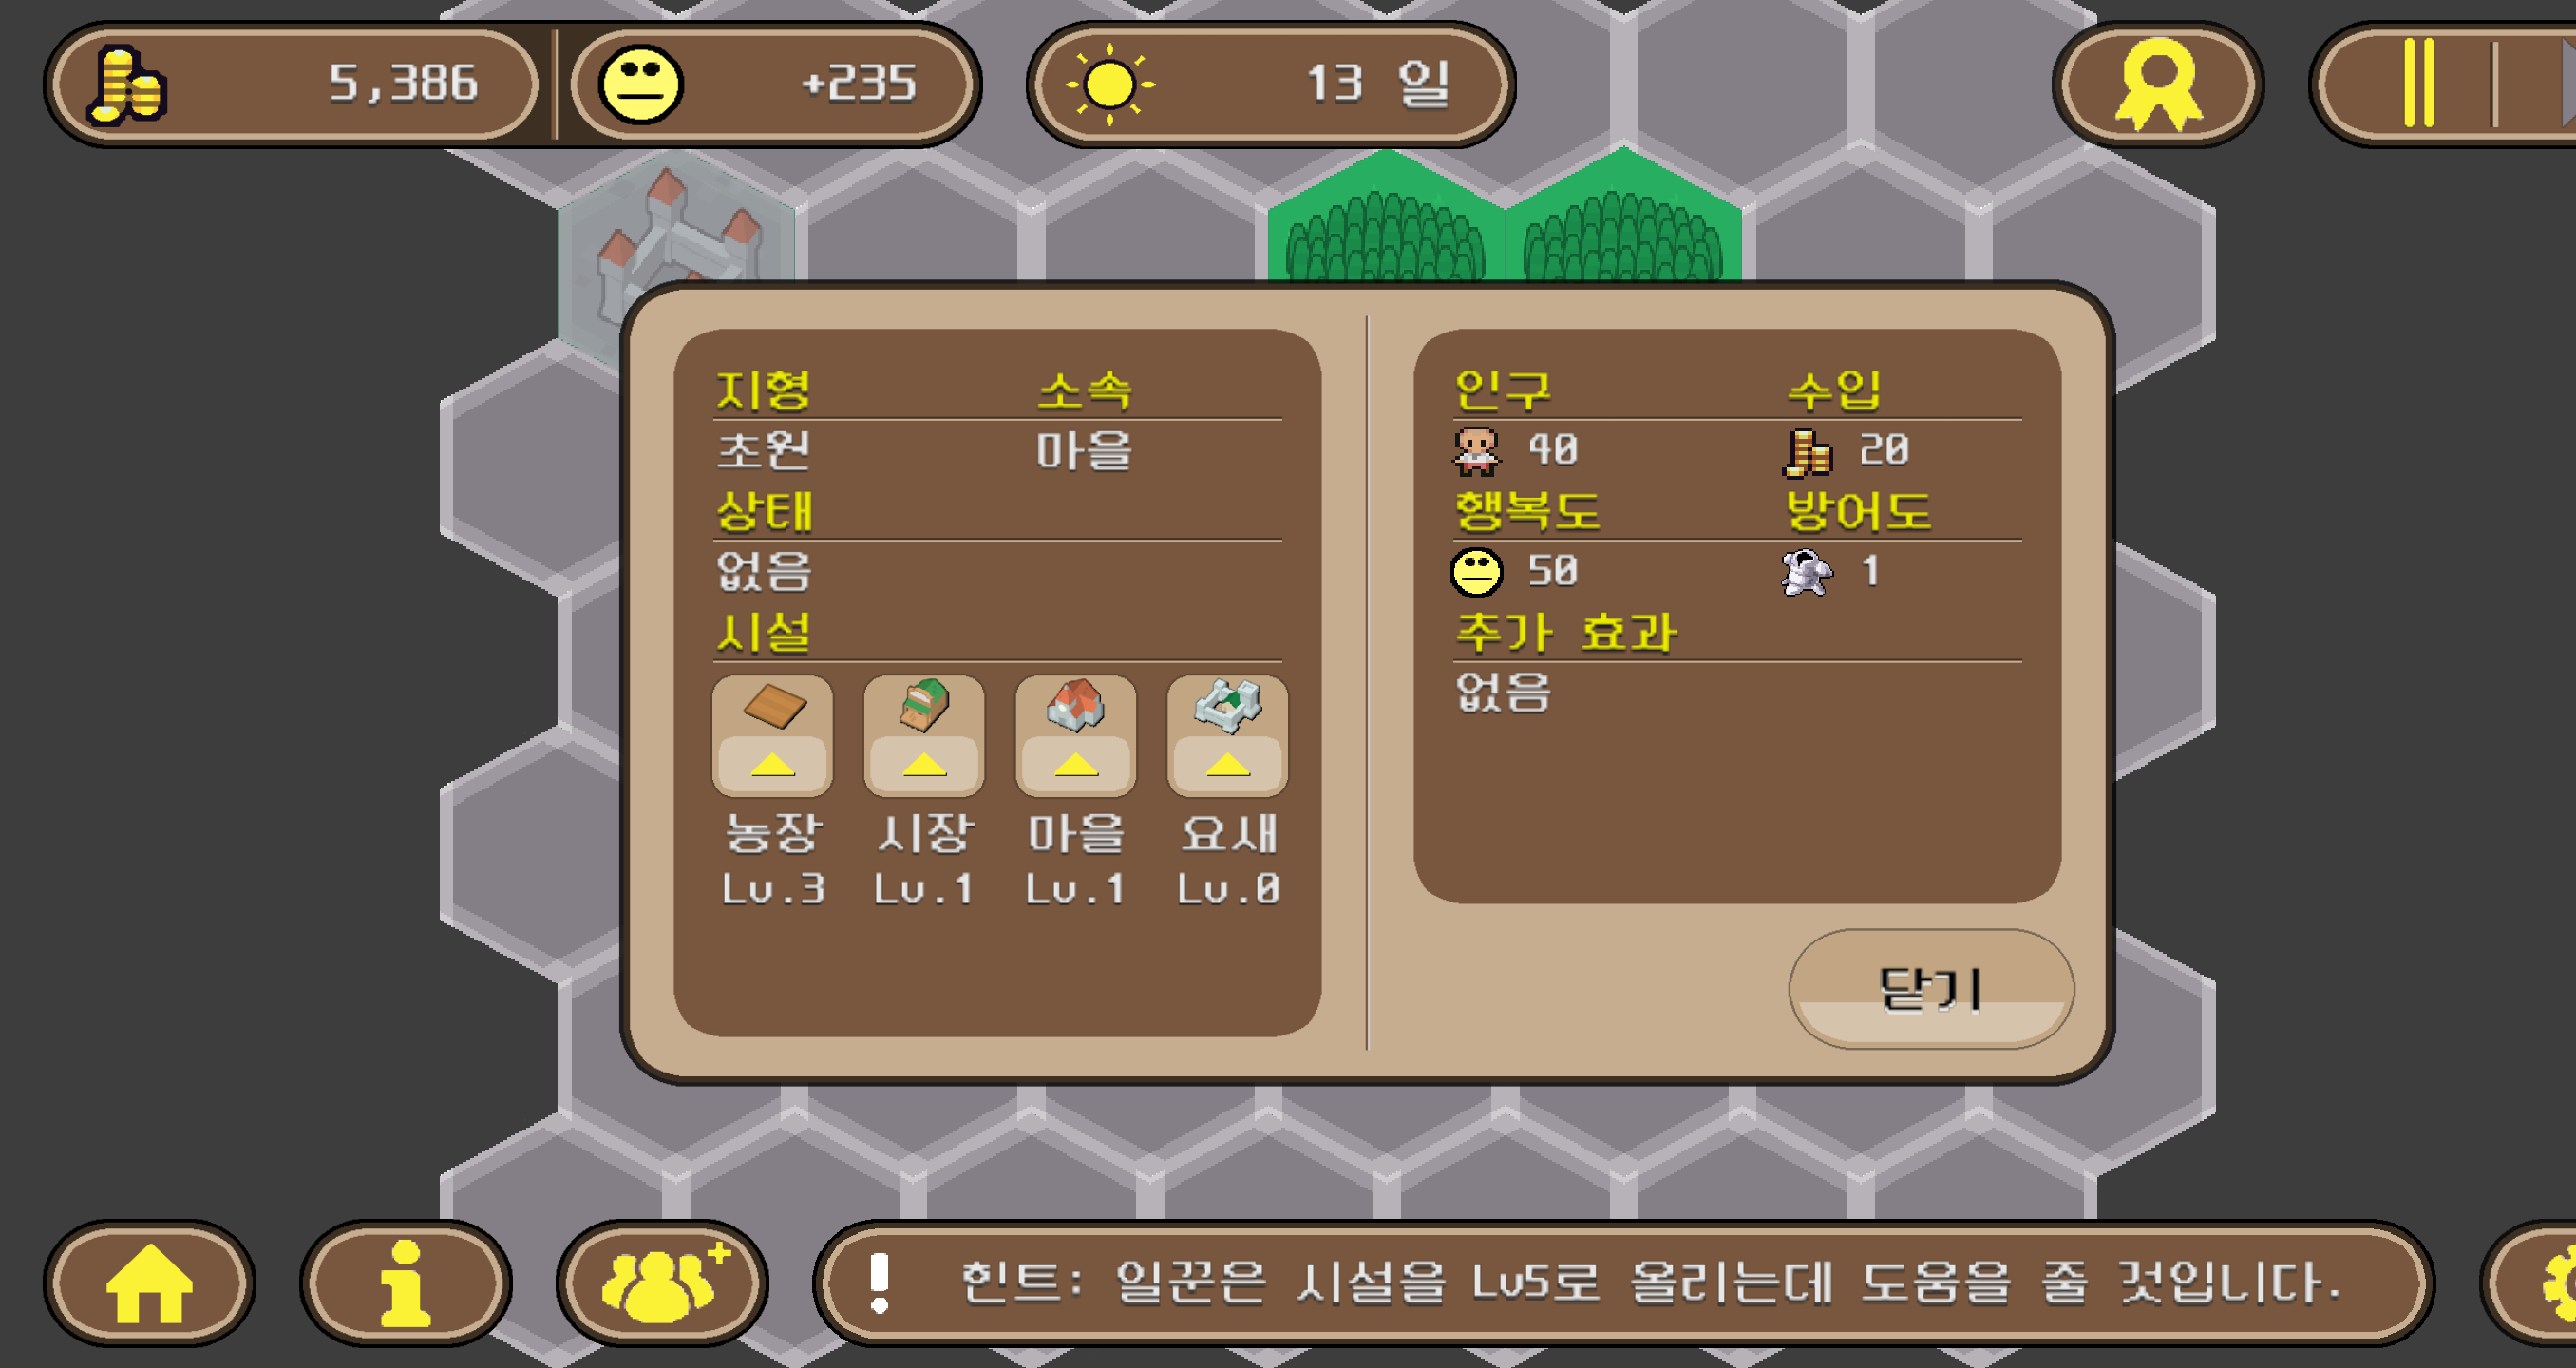 5,386 +235 13 일
지형 소속
초원 마을
상태
없음
시설
농장 시장 마을 요새
Lv.3 Lv.1 Lv.1 Lv.0
인구 수입
40 20
행복도 방어도
50 1
추가 효과
없음
닫기
힌트: 일꾼은 시설을 Lv5로 올리는데 도움을 줄 것입니다.